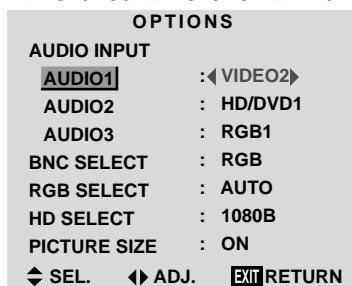 OPTIONS
AUDIO INPUT
AUDIO1 : VIDEO2
AUDIO2 : HD/DVD1
AUDIO3 : RGB1
BNC SELECT : RGB
RGB SELECT : AUTO
HD SELECT : 1080B
PICTURE SIZE : ON
SEL. ADJ. EXIT RETURN